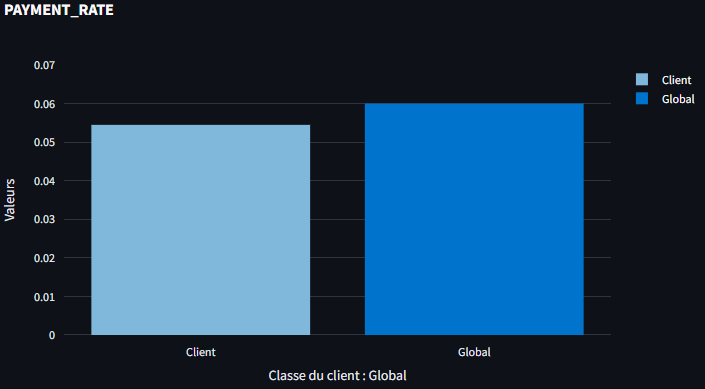 PAYMENT_RATE
0.07
0.06
0.05
0.04
0.03
0.02
0.01
0
Valeurs
Client
Global
Classe du client : Global
Client
Global